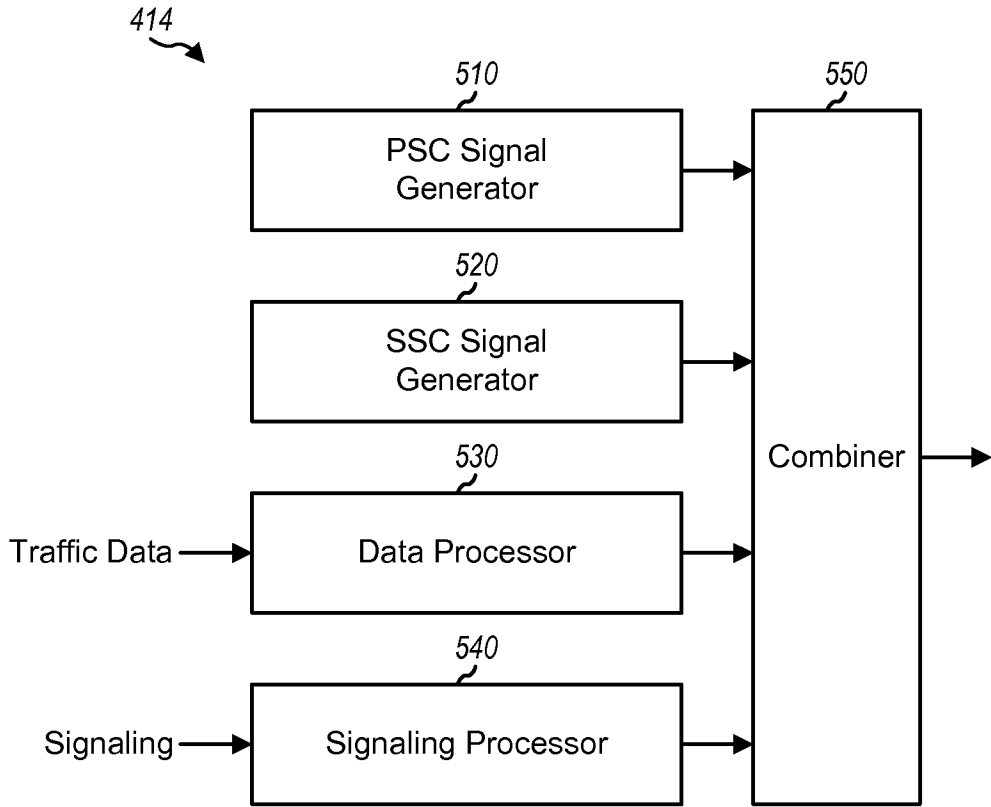 414
510
550
PSC Signal
Generator
520
SSC Signal
Generator
Combiner
530
Traffic Data
Data Processor
540
Signaling
Signaling Processor